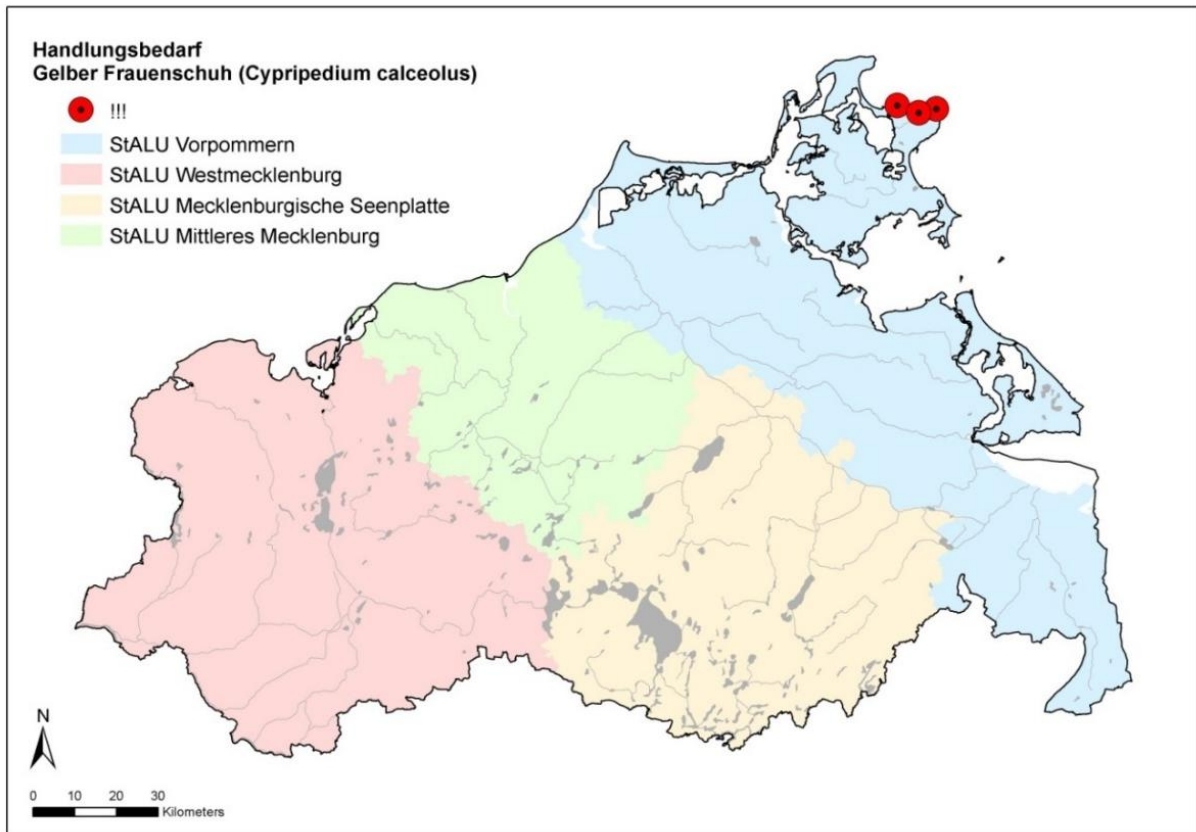 Handlungsbedarf
Gelber Frauenschuh (Cypripedium calceolus)
!!!
StALU Vorpommern
StALU Westmecklenburg
StALU Mecklenburgische Seenplatte
StALU Mittleres Mecklenburg
N
0 10 20 30
Kilometers